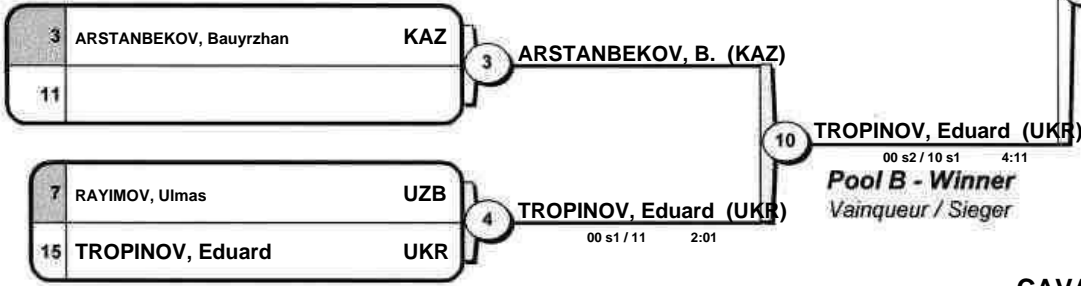 3 ARSTANBEKOV, Bauyrzhan KAZ
11
3
ARSTANBEKOV, B. (KAZ)
7 RAYIMOV, Ulmas UZB
15 TROPINOV, Eduard UKR
4
TROPINOV, Eduard (UKR)
00 s1 / 11 2:01
10
TROPINOV, Eduard (UKR)
00 s2 / 10 s1 4:11
Pool B - Winner
Vainqueur / Sieger